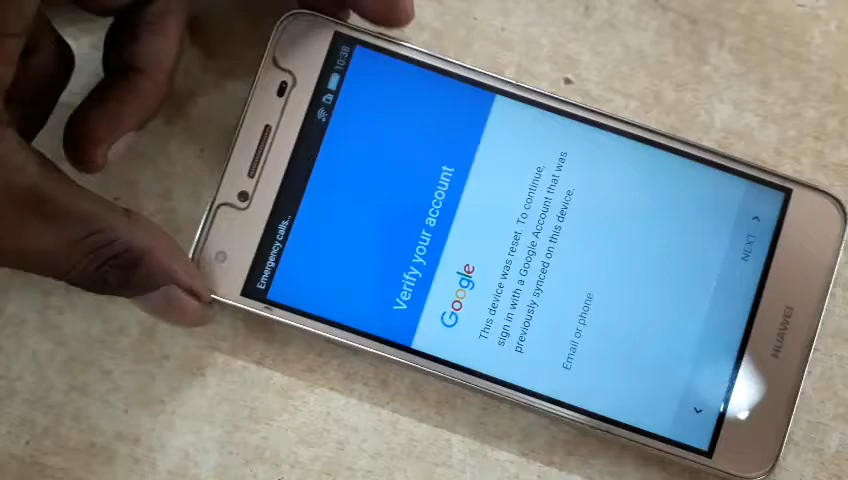 Emergency calls...
10:38
Verify your account
Google
This device was reset. To continue,
sign in with a Google Account that was
previously synced on this device.
Email or phone
NEXT
HUAWEI